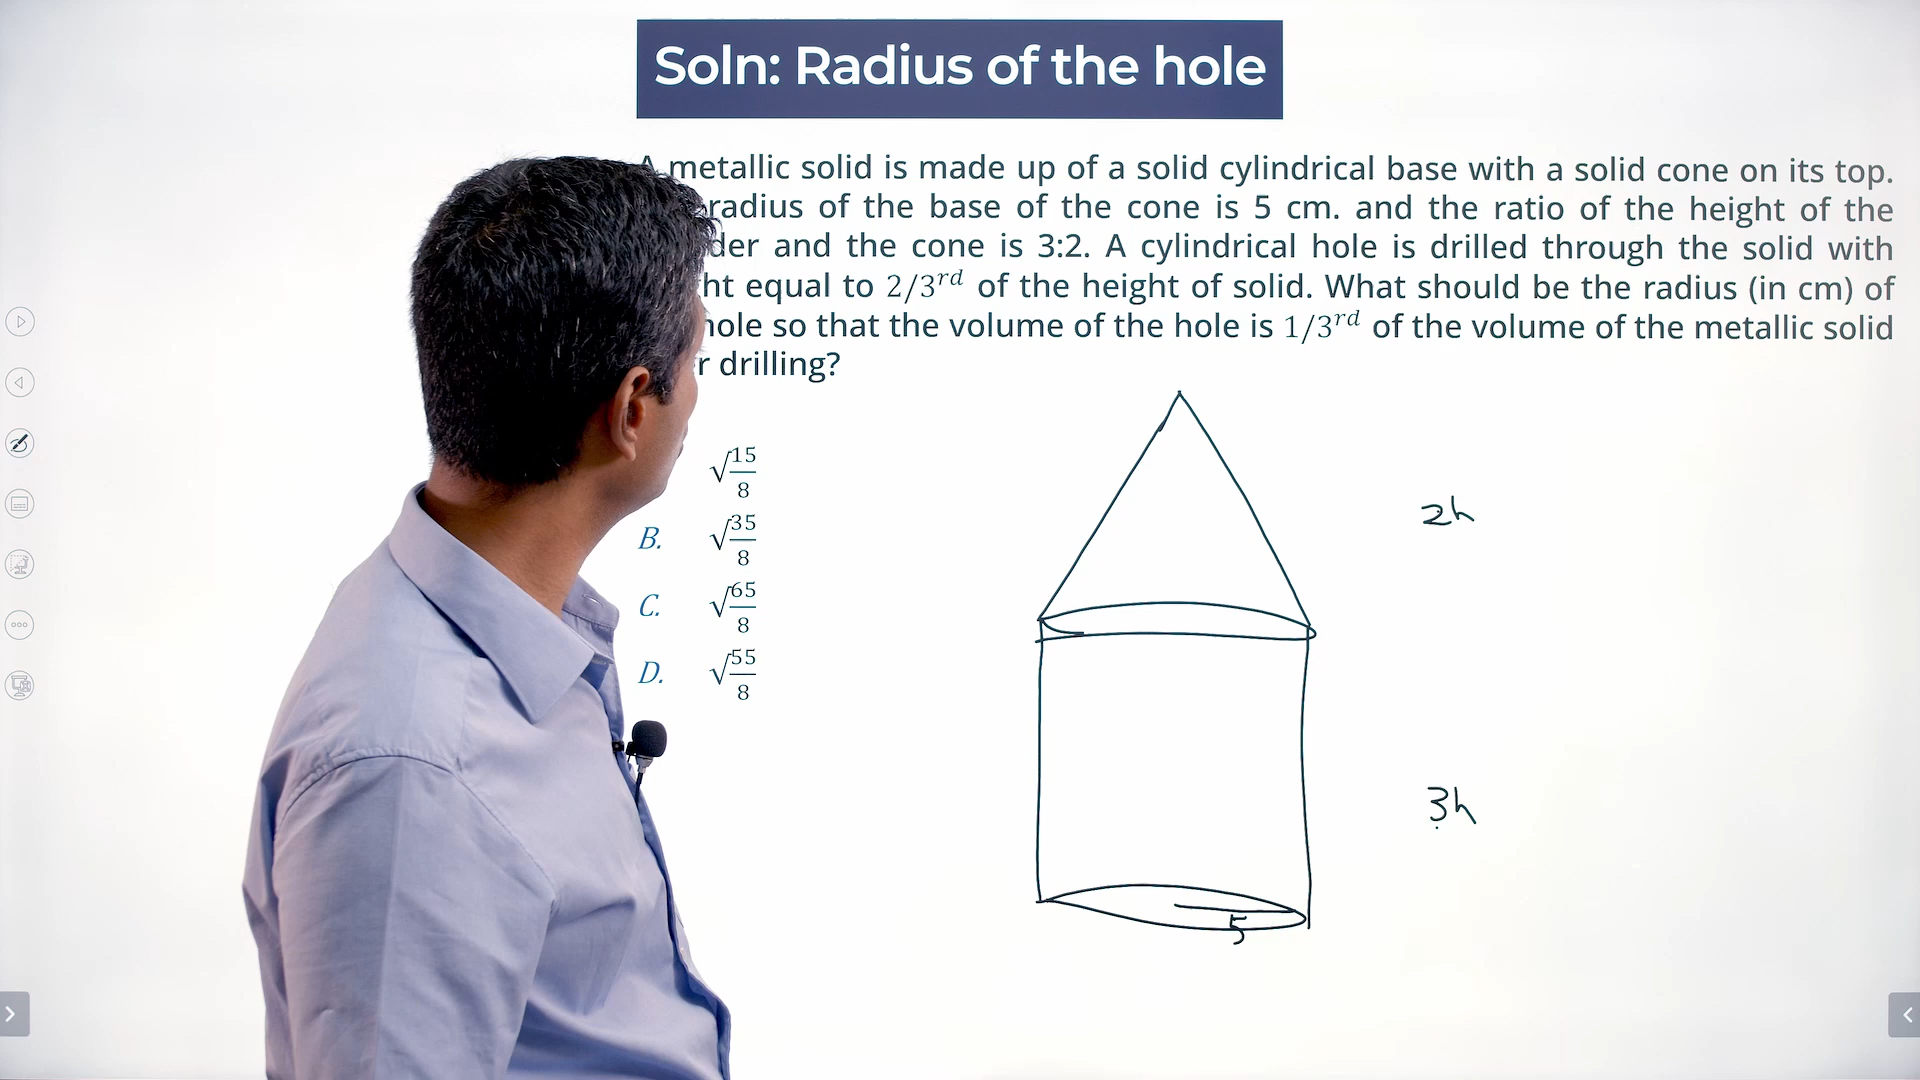 Soln: Radius of the hole
A metallic solid is made up of a solid cylindrical base with a solid cone on its top.
radius of the base of the cone is 5 cm. and the ratio of the height of the
der and the cone is 3:2. A cylindrical hole is drilled through the solid with
ht equal to 2/3^{rd} of the height of solid. What should be the radius (in cm) of
hole so that the volume of the hole is 1/3^{rd} of the volume of the metallic solid
r drilling?
√15/8
B. √35/8
C. √65/8
D. √55/8
2h
3h
5